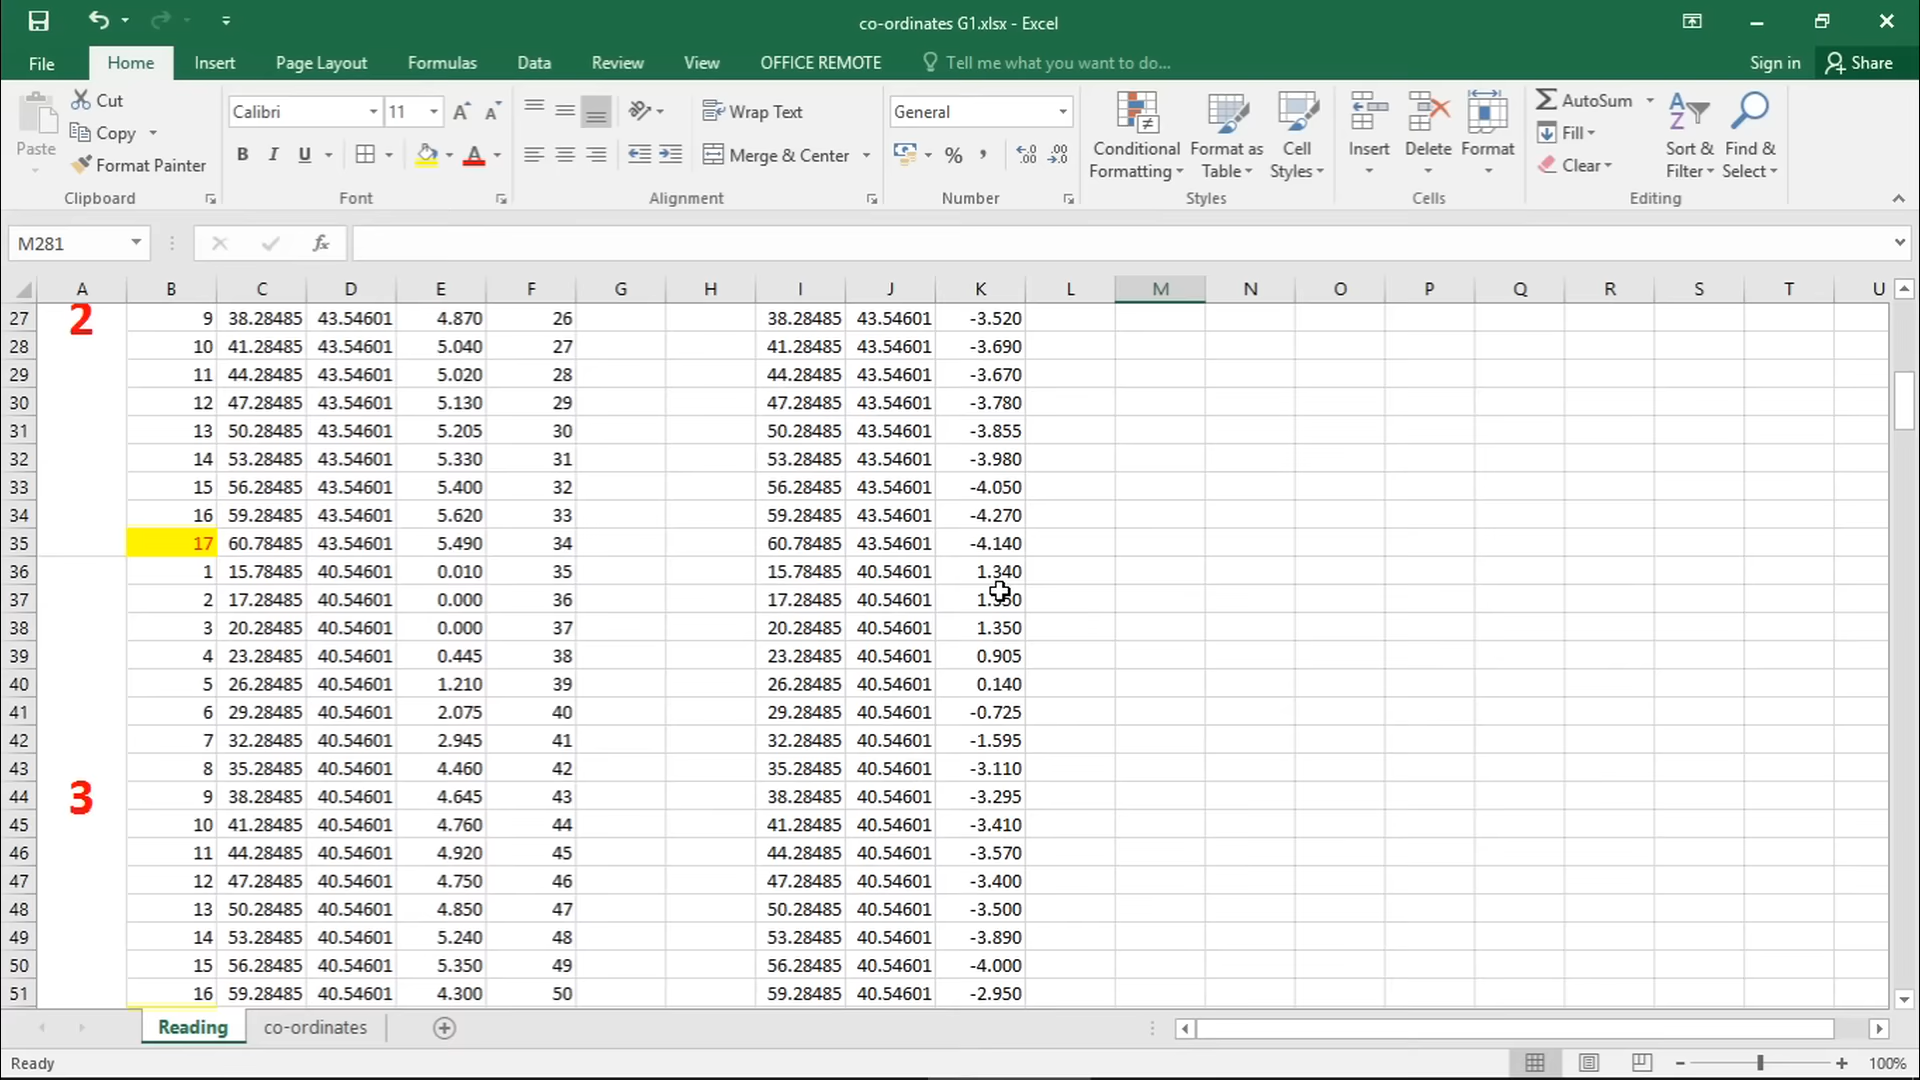 co-ordinates G1.xlsx - Excel
File Home Insert Page Layout Formulas Data Review View OFFICE REMOTE Tell me what you want to do... Sign in Share
Paste
Cut
Copy
Format Painter
Clipboard
Calibri 11
B I U
Font
Wrap Text
Merge & Center
Alignment
General
%
Number
Conditional Formatting
Format as Table
Cell Styles
Styles
Insert
Delete
Format
Cells
AutoSum
Fill
Clear
Sort & Filter
Find & Select
Editing
M281
fx
A B C D E F G H I J K L M N O P Q R S T U
27 2 9 38.28485 43.54601 4.870 26 38.28485 43.54601 -3.520
28 10 41.28485 43.54601 5.040 27 41.28485 43.54601 -3.690
29 11 44.28485 43.54601 5.020 28 44.28485 43.54601 -3.670
30 12 47.28485 43.54601 5.130 29 47.28485 43.54601 -3.780
31 13 50.28485 43.54601 5.205 30 50.28485 43.54601 -3.855
32 14 53.28485 43.54601 5.330 31 53.28485 43.54601 -3.980
33 15 56.28485 43.54601 5.400 32 56.28485 43.54601 -4.050
34 16 59.28485 43.54601 5.620 33 59.28485 43.54601 -4.270
35 17 60.78485 43.54601 5.490 34 60.78485 43.54601 -4.140
36 1 15.78485 40.54601 0.010 35 15.78485 40.54601 1.340
37 2 17.28485 40.54601 0.000 36 17.28485 40.54601
38 3 20.28485 40.54601 0.000 37 20.28485 40.54601 1.350
39 4 23.28485 40.54601 0.445 38 23.28485 40.54601 0.905
40 5 26.28485 40.54601 1.210 39 26.28485 40.54601 0.140
41 6 29.28485 40.54601 2.075 40 29.28485 40.54601 -0.725
42 7 32.28485 40.54601 2.945 41 32.28485 40.54601 -1.595
43 8 35.28485 40.54601 4.460 42 35.28485 40.54601 -3.110
44 3 9 38.28485 40.54601 4.645 43 38.28485 40.54601 -3.295
45 10 41.28485 40.54601 4.760 44 41.28485 40.54601 -3.410
46 11 44.28485 40.54601 4.920 45 44.28485 40.54601 -3.570
47 12 47.28485 40.54601 4.750 46 47.28485 40.54601 -3.400
48 13 50.28485 40.54601 4.850 47 50.28485 40.54601 -3.500
49 14 53.28485 40.54601 5.240 48 53.28485 40.54601 -3.890
50 15 56.28485 40.54601 5.350 49 56.28485 40.54601 -4.000
51 16 59.28485 40.54601 4.300 50 59.28485 40.54601 -2.950
Reading co-ordinates
Ready 100%